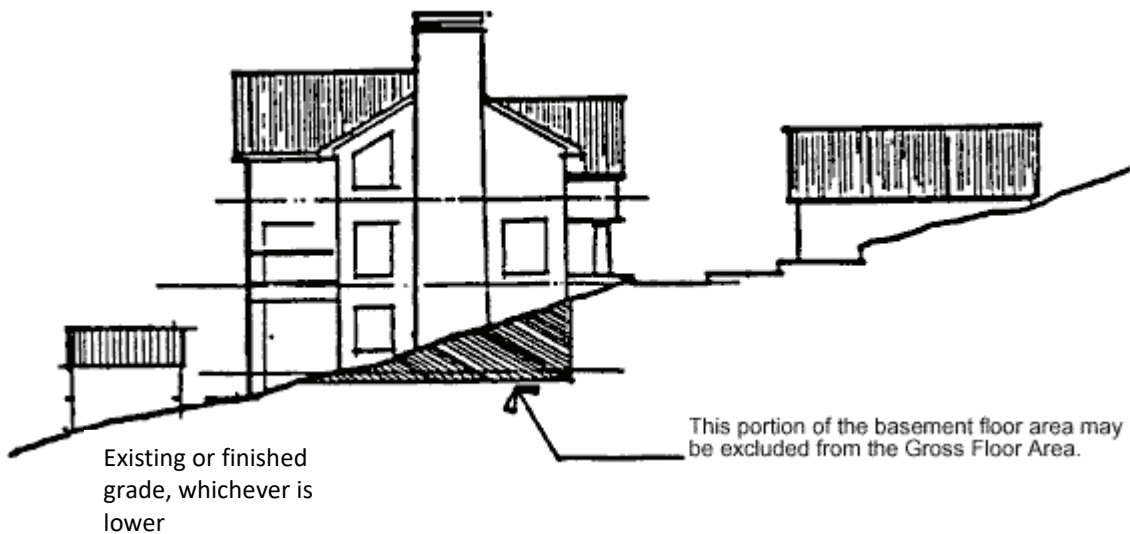 This portion of the basement floor area may
be excluded from the Gross Floor Area.
Existing or finished
grade, whichever is
lower